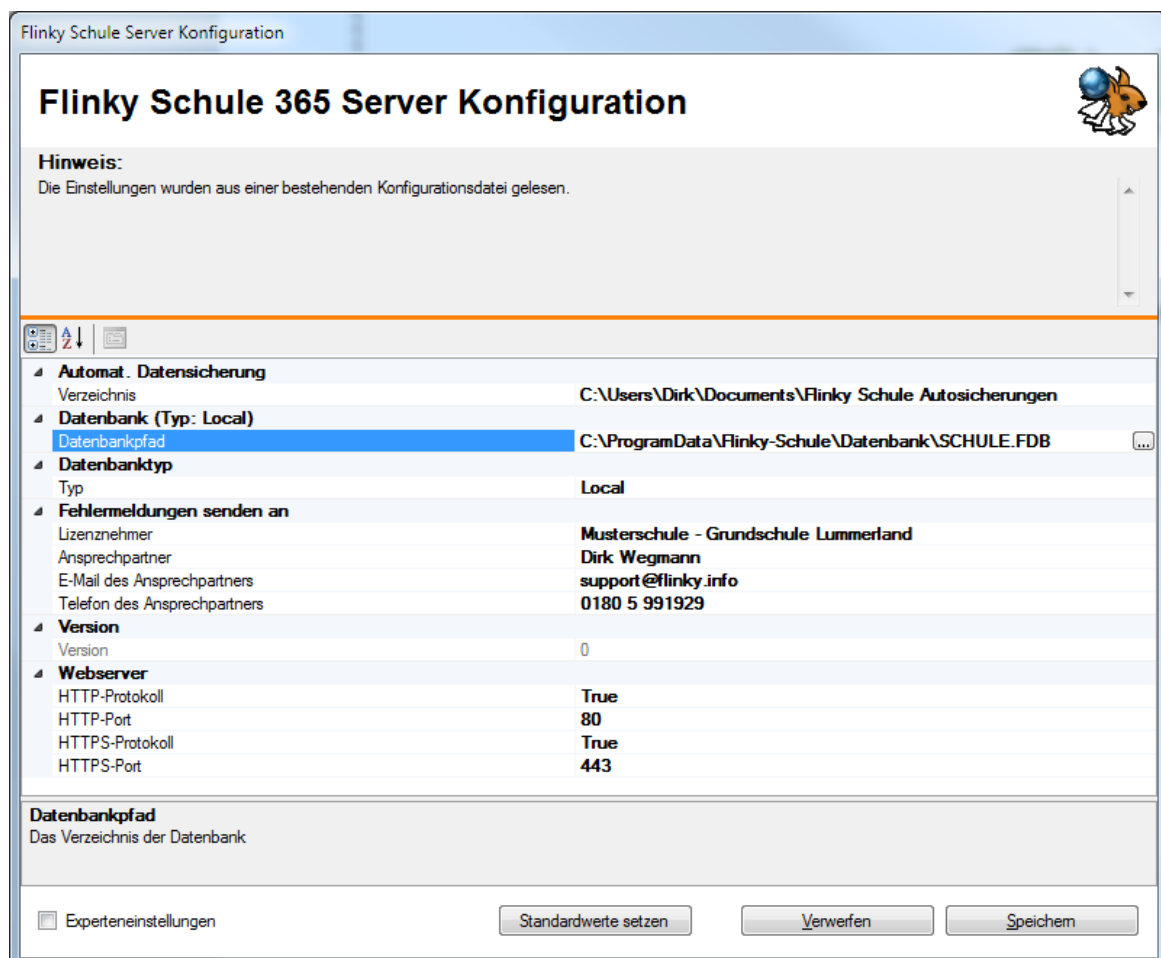 Flinky Schule Server Konfiguration
Flinky Schule 365 Server Konfiguration
Hinweis:
Die Einstellungen wurden aus einer bestehenden Konfigurationsdatei gelesen.
Automat. Datensicherung
Verzeichnis C:\Users\Dirk\Documents\Flinky Schule Autosicherungen
Datenbank (Typ: Local)
Datenbankpfad C:\ProgramData\Flinky-Schule\Datenbank\SCHULE.FDB ...
Datenbanktyp
Typ Local
Fehlermeldungen senden an
Lizenznehmer Musterschule - Grundschule Lummerland
Ansprechpartner Dirk Wegmann
E-Mail des Ansprechpartners support@flinky.info
Telefon des Ansprechpartners 0180 5 991929
Version
Version 0
Webserver
HTTP-Protokoll True
HTTP-Port 80
HTTPS-Protokoll True
HTTPS-Port 443
Datenbankpfad
Das Verzeichnis der Datenbank
Experteneinstellungen Standardwerte setzen Verwerfen Speichern